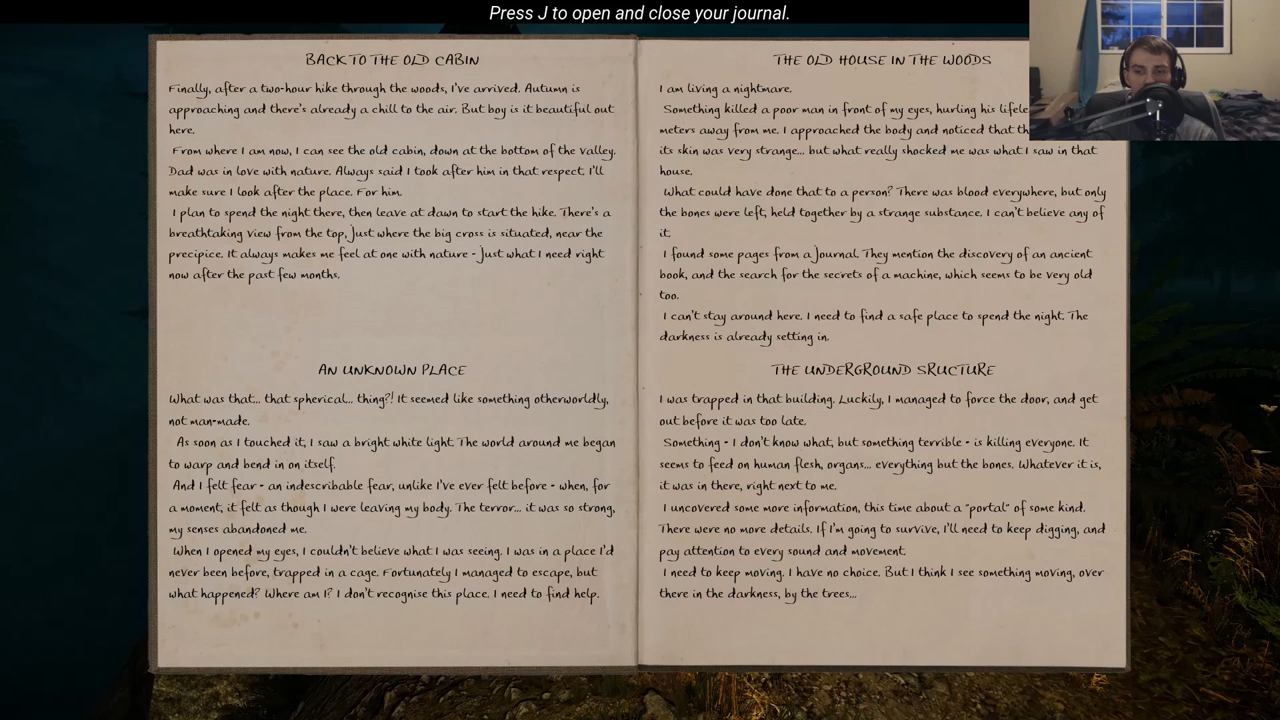 Press J to open and close your journal.
BACK TO THE OLD CABIN
Finally, after a two-hour hike through the woods, I've arrived. Autumn is
approaching and there's already a chill to the air. But boy is it beautiful out
here.
From where I am now, I can see the old cabin, down at the bottom of the valley.
Dad was in love with nature. Always said I took after him in that respect. I'll
make sure I look after the place. For him.
I plan to spend the night there, then leave at dawn to start the hike. There's a
breathtaking view from the top, just where the big cross is situated, near the
precipice. It always makes me feel at one with nature - just what I need right
now after the past few months.
AN UNKNOWN PLACE
What was that... that spherical... thing?! It seemed like something otherworldly,
not man-made.
As soon as I touched it, I saw a bright white light. The world around me began
to warp and bend in on itself.
And I felt fear - an indescribable fear, unlike I've ever felt before - when, for
a moment, it felt as though I were leaving my body. The terror... it was so strong,
my senses abandoned me.
When I opened my eyes, I couldn't believe what I was seeing. I was in a place I'd
never been before, trapped in a cage. Fortunately I managed to escape, but
what happened? Where am I? I don't recognise this place. I need to find help.
THE OLD HOUSE IN THE WOODS
I am living a nightmare.
Something killed a poor man in front of my eyes, hurling his
meters away from me. I approached the body and noticed that
its skin was very strange... but what really shocked me was what I saw in that
house.
What could have done that to a person? There was blood everywhere, but only
the bones were left, held together by a strange substance. I can't believe any of
it.
I found some pages from a journal. They mention the discovery of an ancient
book, and the search for the secrets of a machine, which seems to be very old
too.
I can't stay around here. I need to find a safe place to spend the night. The
darkness is already setting in.
THE UNDERGROUND SRUCTURE
I was trapped in that building. Luckily, I managed to force the door, and get
out before it was too late.
Something - I don't know what, but something terrible - is killing everyone. It
seems to feed on human flesh, organs... everything but the bones. Whatever it is,
it was in there, right next to me.
I uncovered some more information, this time about a "portal" of some kind.
There were no more details. If I'm going to survive, I'll need to keep digging, and
pay attention to every sound and movement.
I need to keep moving. I have no choice. But I think I see something moving, over
there in the darkness, by the trees...